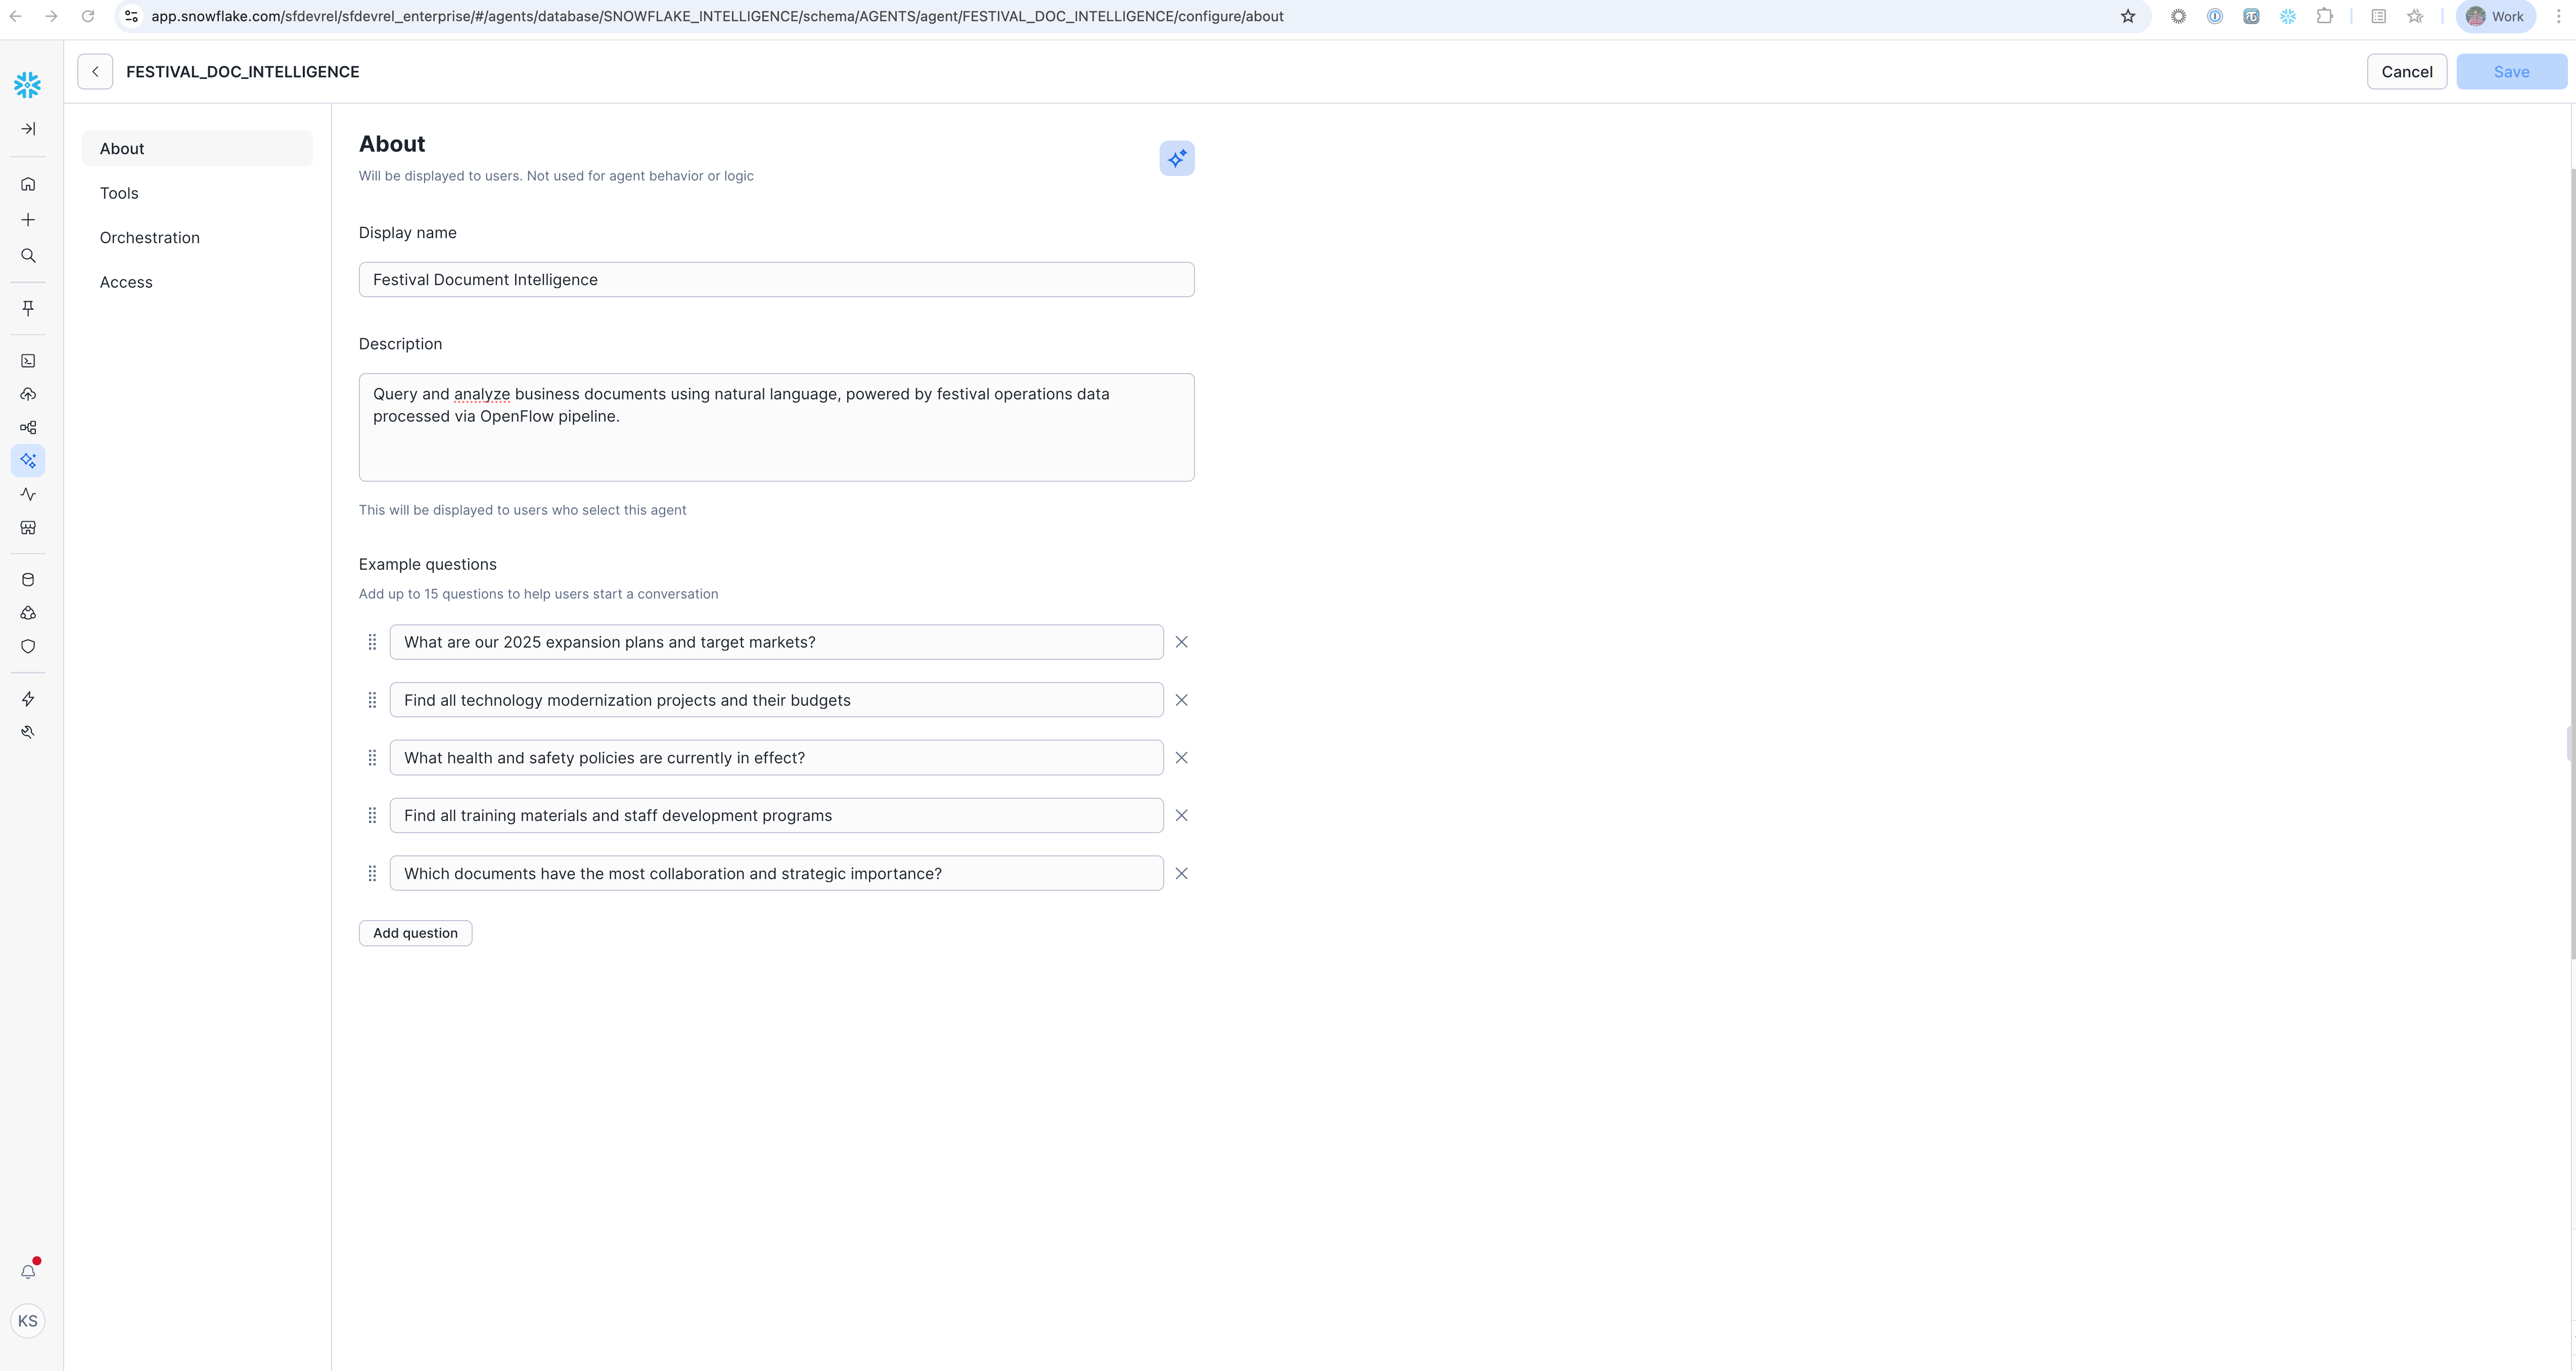 app.snowflake.com/sfdevrel/sfdevrel_enterprise/#/agents/database/SNOWFLAKE_INTELLIGENCE/schema/AGENTS/agent/FESTIVAL_DOC_INTELLIGENCE/configure/about
Work
FESTIVAL_DOC_INTELLIGENCE
Cancel
Save
About
Tools
Orchestration
Access
About
Will be displayed to users. Not used for agent behavior or logic
Display name
Festival Document Intelligence
Description
Query and analyze business documents using natural language, powered by festival operations data
processed via OpenFlow pipeline.
This will be displayed to users who select this agent
Example questions
Add up to 15 questions to help users start a conversation
What are our 2025 expansion plans and target markets?
Find all technology modernization projects and their budgets
What health and safety policies are currently in effect?
Find all training materials and staff development programs
Which documents have the most collaboration and strategic importance?
Add question
KS